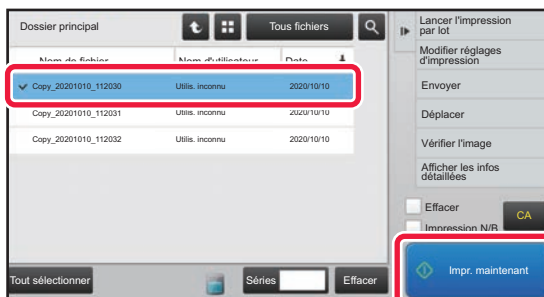 Dossier principal
Tous fichiers
Nom de fichier
Nom d'utilisateur
Date
Copy_20201010_112030
Utilis. inconnu
2020/10/10
Copy_20201010_112031
Utilis. inconnu
2020/10/10
Copy_20201010_112032
Utilis. inconnu
2020/10/10
Tout sélectionner
Séries
Effacer
Lancer l'impression
par lot
Modifier réglages
d'impression
Envoyer
Déplacer
Vérifier l'image
Afficher les infos
détaillées
Effacer
Impression N/B
CA
Impr. maintenant